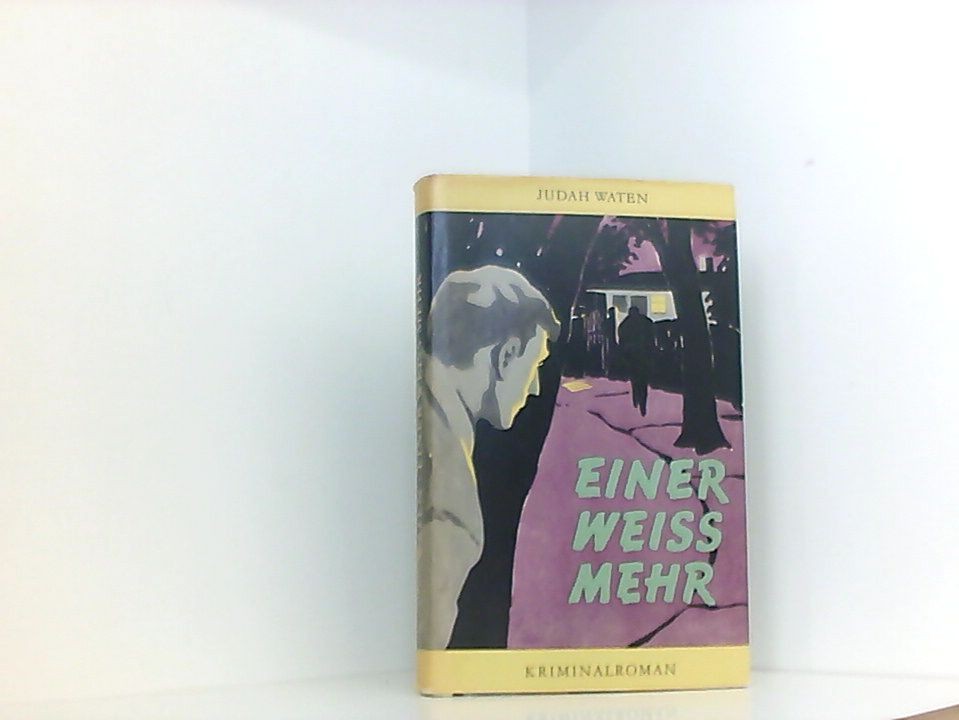 JUDAH WATEN
EINER
WEISS
MEHR
KRIMINALROMAN